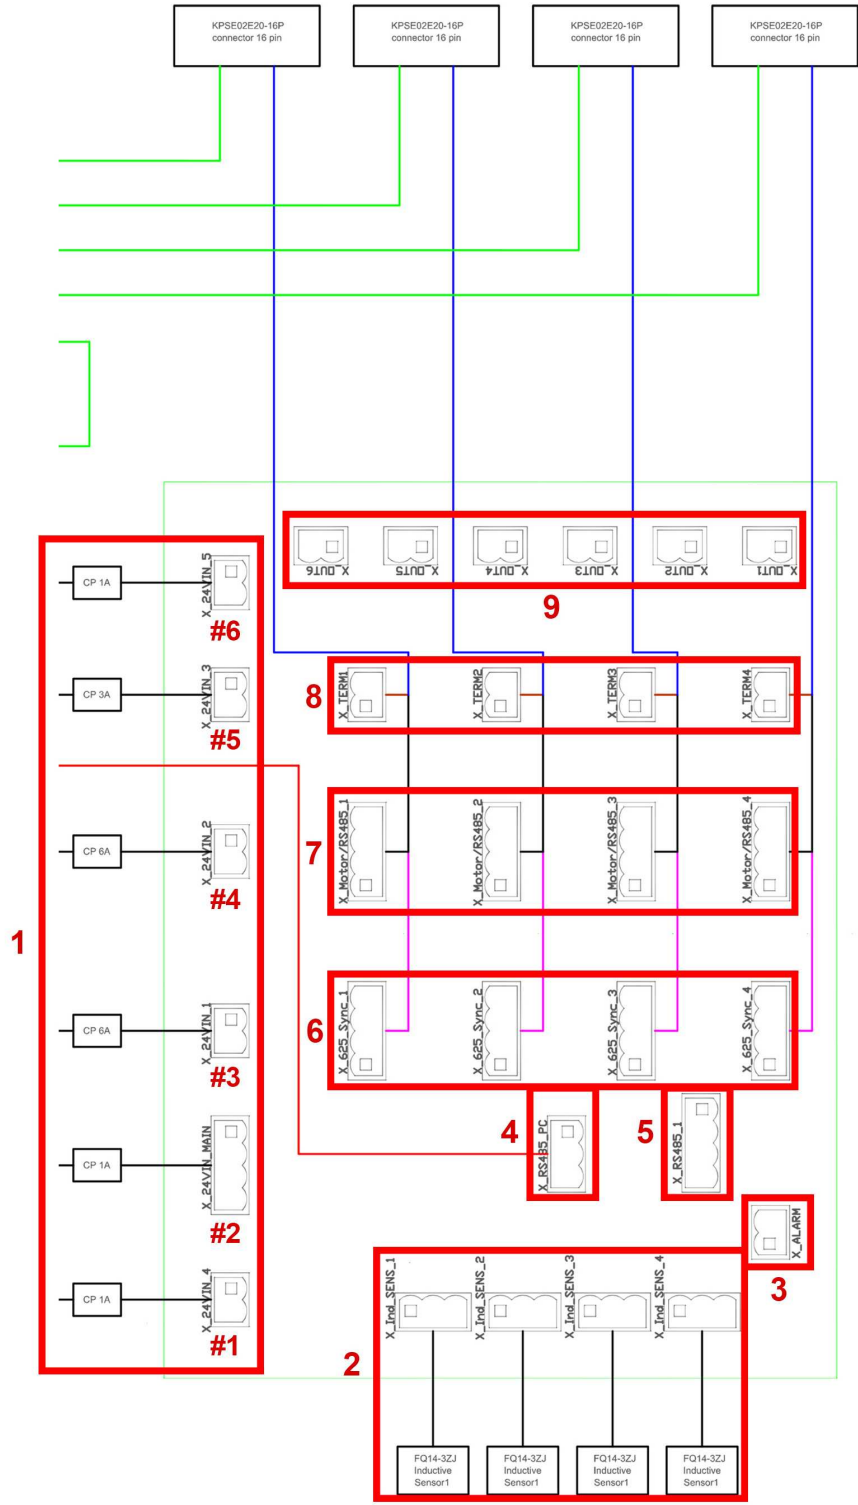 KPSE02E20-16P
connector 16 pin
KPSE02E20-16P
connector 16 pin
KPSE02E20-16P
connector 16 pin
KPSE02E20-16P
connector 16 pin
X_OUT6
X_OUT5
X_OUT4
X_OUT3
X_OUT2
X_OUT1
9
CP 1A
X_24VIN_5
#6
CP 3A
X_24VIN_3
#5
8
X_TERM1
X_TERM2
X_TERM3
X_TERM4
CP 6A
X_24VIN_2
#4
7
X_Motor/RS485_1
X_Motor/RS485_2
X_Motor/RS485_3
X_Motor/RS485_4
1
CP 6A
X_24VIN_1
#3
6
X_625_Sync_1
X_625_Sync_2
X_625_Sync_3
X_625_Sync_4
4
X_RS485_PC
5
X_RS485_1
CP 1A
X_24VIN_MAIN
#2
X_ALARM
3
CP 1A
X_24VIN_4
#1
2
X_Ind_SENS_1
X_Ind_SENS_2
X_Ind_SENS_3
X_Ind_SENS_4
FQ14-3ZJ
Inductive
Sensor1
FQ14-3ZJ
Inductive
Sensor1
FQ14-3ZJ
Inductive
Sensor1
FQ14-3ZJ
Inductive
Sensor1